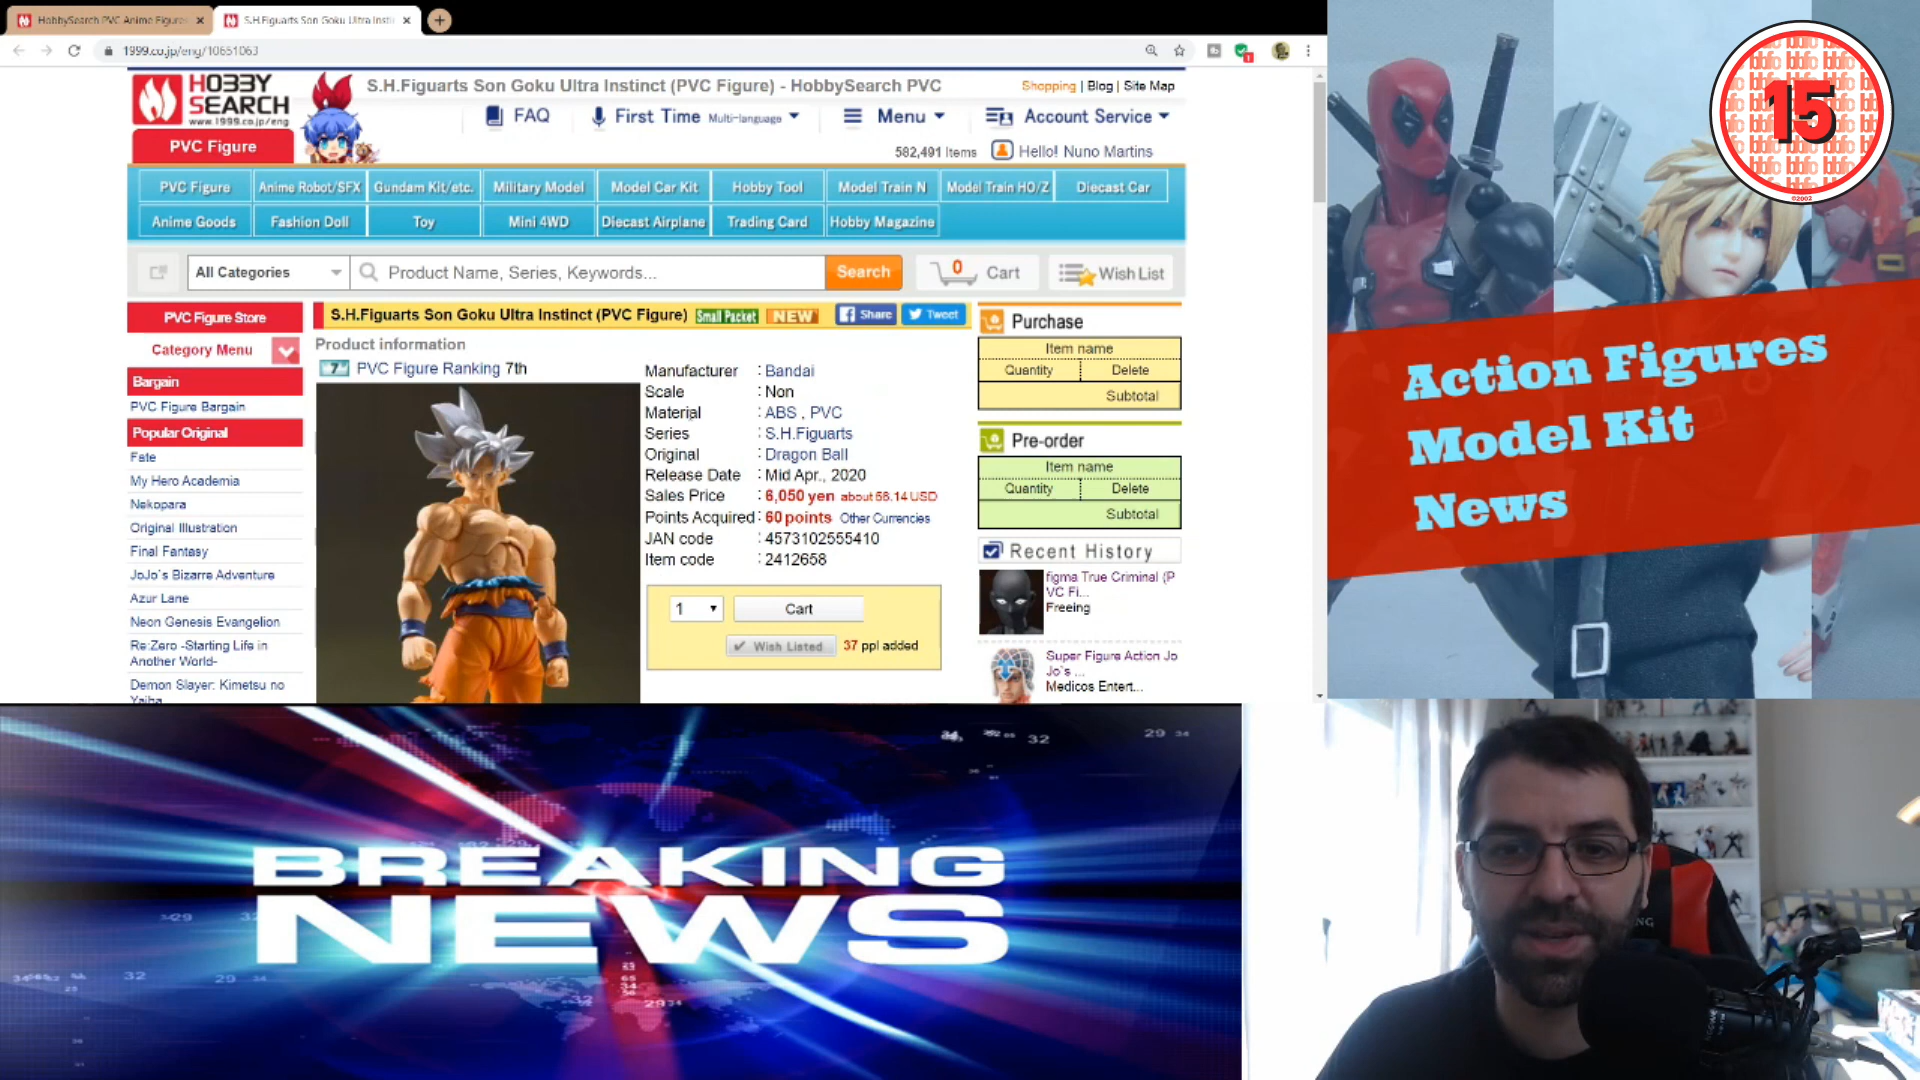 HobbySearch PVC Anime Figures
S.H.Figuarts Son Goku Ultra Insti
1999.co.jp/eng/10651063
HOBBY
SEARCH
www.1999.co.jp/eng
PVC Figure
S.H.Figuarts Son Goku Ultra Instinct (PVC Figure) - HobbySearch PVC
Shopping | Blog | Site Map
FAQ
First Time Multi-language
Menu
Account Service
582,491 Items
Hello! Nuno Martins
PVC Figure
Anime Robot/SFX
Gundam Kit/etc.
Military Model
Model Car Kit
Hobby Tool
Model Train N
Model Train HO/Z
Diecast Car
Anime Goods
Fashion Doll
Toy
Mini 4WD
Diecast Airplane
Trading Card
Hobby Magazine
All Categories
Product Name, Series, Keywords...
Search
0
Cart
Wish List
PVC Figure Store
Category Menu
Bargain
PVC Figure Bargain
Popular Original
Fate
My Hero Academia
Nekopara
Original Illustration
Final Fantasy
JoJo`s Bizarre Adventure
Azur Lane
Neon Genesis Evangelion
Re:Zero -Starting Life in
Another World-
Demon Slayer: Kimetsu no
Yaiba
S.H.Figuarts Son Goku Ultra Instinct (PVC Figure) Small Packet NEW
Share
Tweet
Product information
7 PVC Figure Ranking 7th
Manufacturer : Bandai
Scale : Non
Material : ABS , PVC
Series : S.H.Figuarts
Original : Dragon Ball
Release Date : Mid Apr., 2020
Sales Price : 6,050 yen about 56.14 USD
Points Acquired : 60 points Other Currencies
JAN code : 4573102555410
Item code : 2412658
1
Cart
Wish Listed
37 ppl added
Purchase
Item name
Quantity Delete
Subtotal
Pre-order
Item name
Quantity Delete
Subtotal
Recent History
figma True Criminal (P
VC Fi...
Freeing
Super Figure Action Jo
Jo`s ...
Medicos Entert...
15
bbfc
©2002
Action Figures
Model Kit
News
BREAKING
NEWS
32
29
34